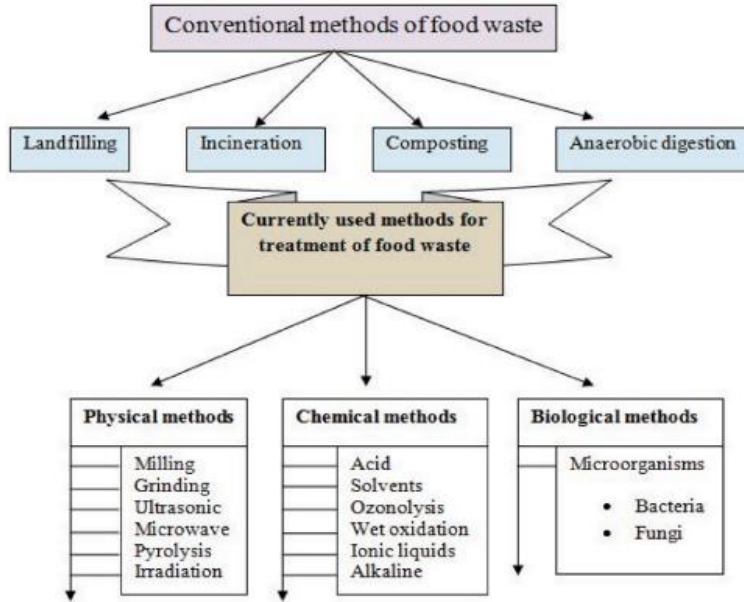 Conventional methods of food waste
Landfilling
Incineration
Composting
Anaerobic digestion
Currently used methods for
treatment of food waste
Physical methods
Milling
Grinding
Ultrasonic
Microwave
Pyrolysis
Irradiation
Chemical methods
Acid
Solvents
Ozonolysis
Wet oxidation
Ionic liquids
Alkaline
Biological methods
Microorganisms
• Bacteria
• Fungi